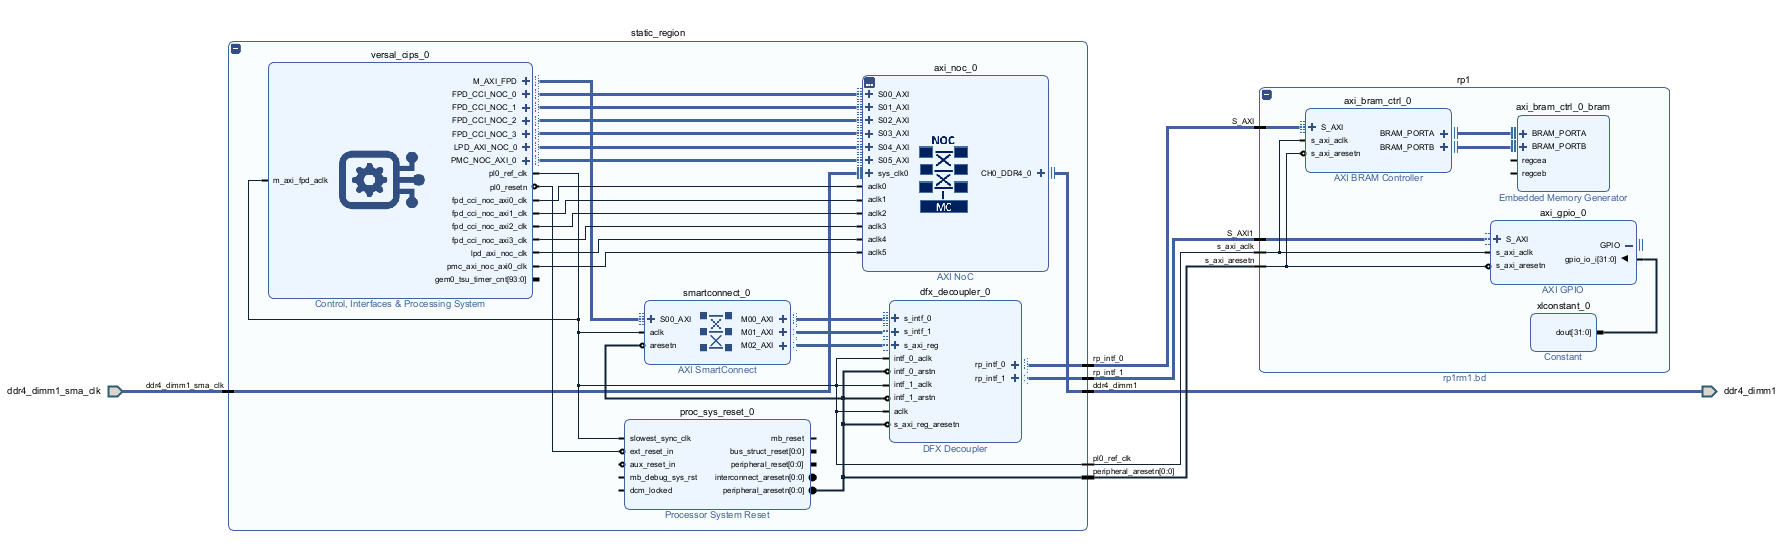 static_region
versal_cips_0
M_AXI_FPD
FPD_CCI_NOC_0
FPD_CCI_NOC_1
FPD_CCI_NOC_2
FPD_CCI_NOC_3
LPD_AXI_NOC_0
PMC_NOC_AXI_0
pl0_ref_clk
m_axi_fpd_aclk
pl0_resetn
fpd_cci_noc_axi0_clk
fpd_cci_noc_axi1_clk
fpd_cci_noc_axi2_clk
fpd_cci_noc_axi3_clk
lpd_axi_noc_clk
pmc_axi_noc_axi0_clk
gem0_tsu_timer_cnt[93:0]
Control, Interfaces & Processing System
axi_noc_0
S00_AXI
S01_AXI
S02_AXI
S03_AXI
S04_AXI
S05_AXI
sys_clk0
aclk0
aclk1
aclk2
aclk3
aclk4
aclk5
NOC
MC
CH0_DDR4_0
AXI NoC
smartconnect_0
S00_AXI
aclk
aresetn
M00_AXI
M01_AXI
M02_AXI
AXI SmartConnect
dfx_decoupler_0
s_intf_0
s_intf_1
s_axi_reg
intf_0_aclk
intf_0_arstn
intf_1_aclk
intf_1_arstn
aclk
s_axi_reg_aresetn
rp_intf_0
rp_intf_1
DFX Decoupler
proc_sys_reset_0
slowest_sync_clk
ext_reset_in
aux_reset_in
mb_debug_sys_rst
dcm_locked
mb_reset
bus_struct_reset[0:0]
peripheral_reset[0:0]
interconnect_aresetn[0:0]
peripheral_aresetn[0:0]
Processor System Reset
ddr4_dimm1_sma_clk
ddr4_dimm1_sma_clk
rp_intf_0
rp_intf_1
ddr4_dimm1
pl0_ref_clk
peripheral_aresetn[0:0]
rp1
S_AXI
S_AXI1
s_axi_aclk
s_axi_aresetn
axi_bram_ctrl_0
S_AXI
s_axi_aclk
s_axi_aresetn
BRAM_PORTA
BRAM_PORTB
AXI BRAM Controller
axi_bram_ctrl_0_bram
BRAM_PORTA
BRAM_PORTB
regcea
regceb
Embedded Memory Generator
axi_gpio_0
S_AXI
s_axi_aclk
s_axi_aresetn
GPIO
gpio_io_i[31:0]
AXI GPIO
xlconstant_0
dout[31:0]
Constant
rp1rm1.bd
ddr4_dimm1